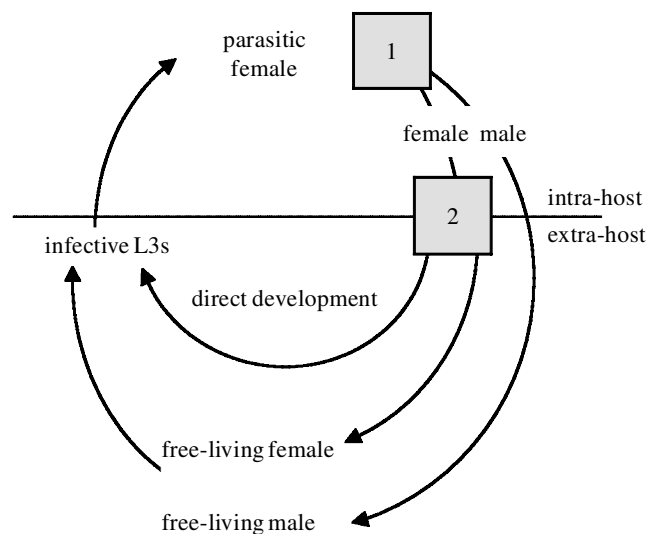 parasitic
female
1
female male
2
intra-host
extra-host
infective L3s
direct development
free-living female
free-living male